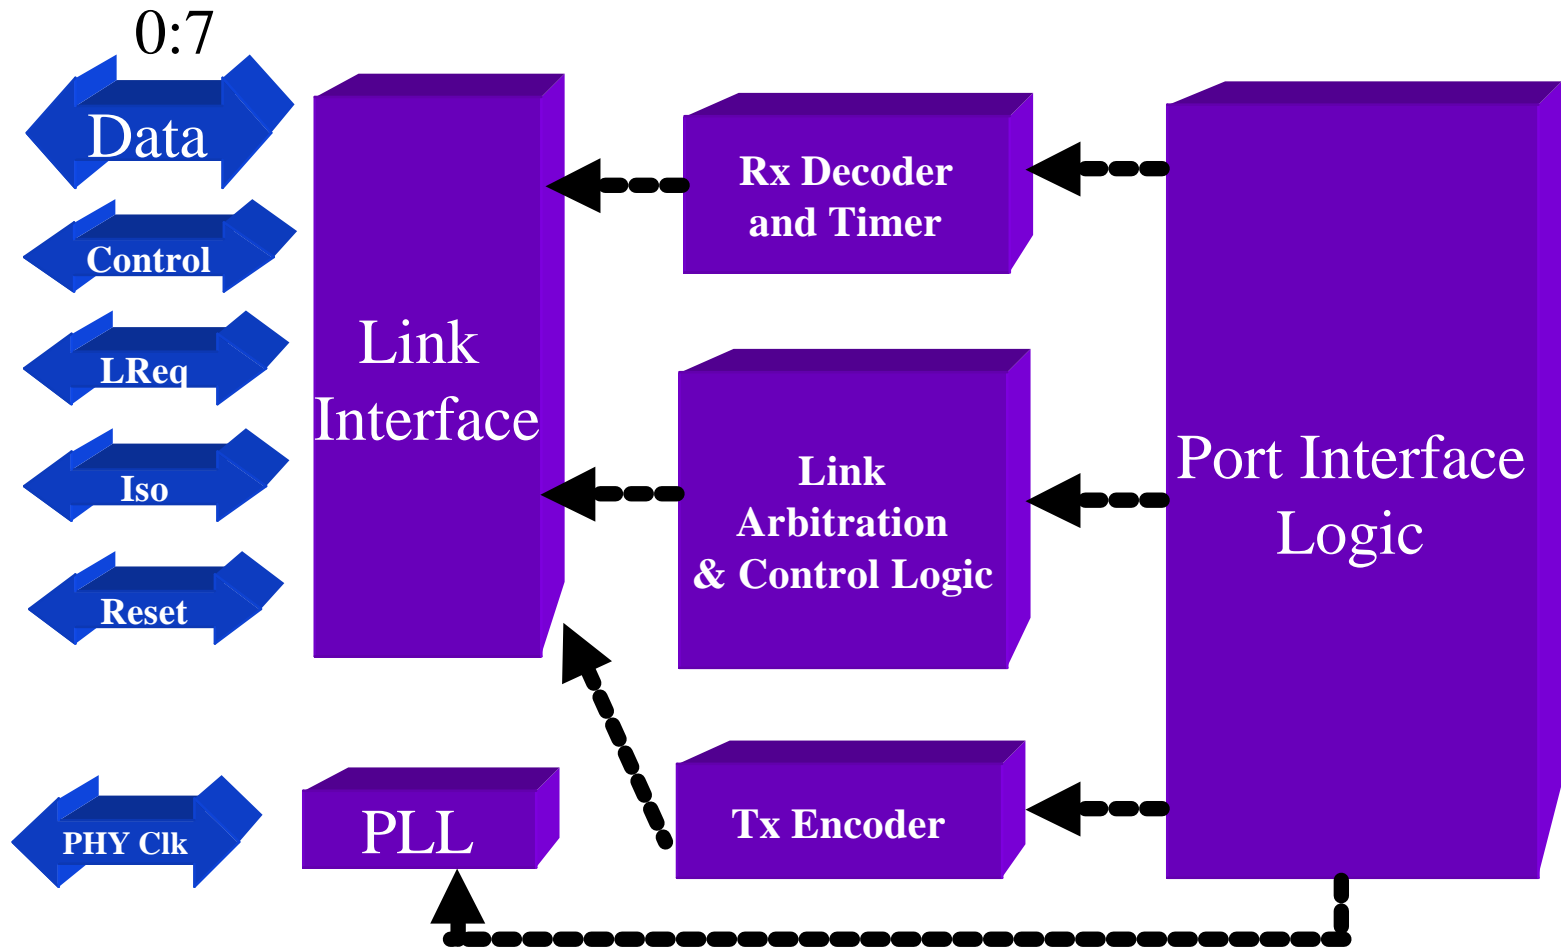 0:7
Data
Control
LReq
Iso
Reset
PHY Clk
Link
Interface
PLL
Rx Decoder
and Timer
Link
Arbitration
& Control Logic
Tx Encoder
Port Interface
Logic